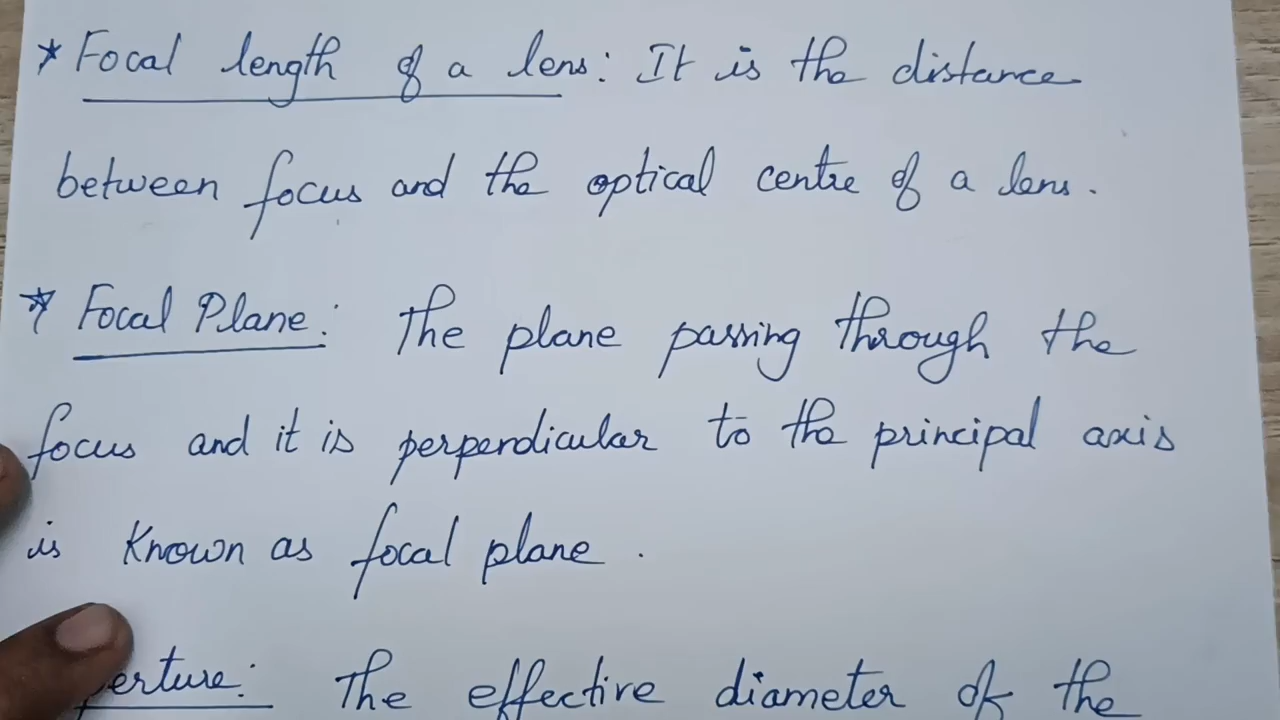 * Focal length of a lens: It is the distance
between focus and the optical centre of a lens.
* Focal Plane: The plane passing through the
focus and it is perpendicular to the principal axis
is Known as focal plane.
perture: The effective diameter of the